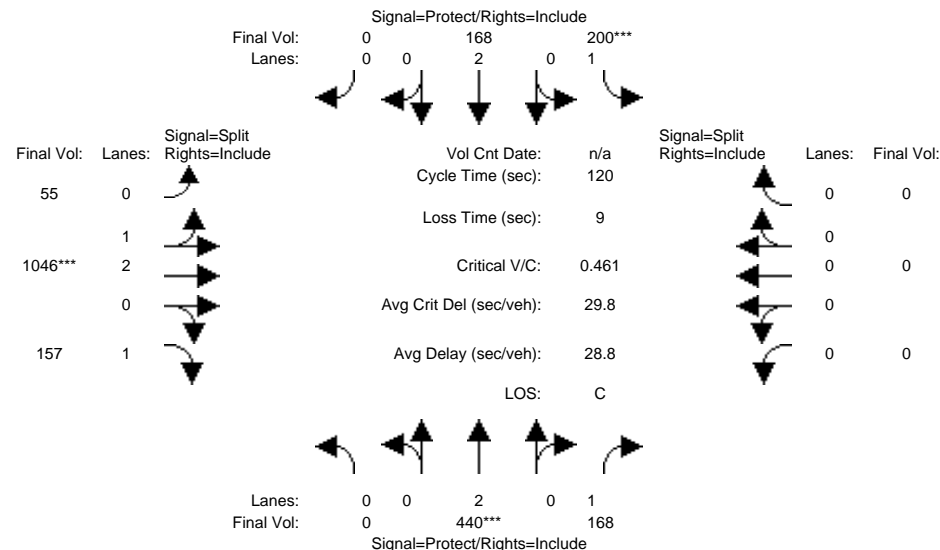 Signal=Protect/Rights=Include
Final Vol: 0 168 200***
Lanes: 0 0 2 0 1
Signal=Split Signal=Split
Final Vol: Lanes: Rights=Include Vol Cnt Date: n/a Rights=Include Lanes: Final Vol:
Cycle Time (sec): 120
55 0 0 0
Loss Time (sec): 9
1 0
1046*** 2 Critical V/C: 0.461 0 0
0 Avg Crit Del (sec/veh): 29.8 0
157 1 Avg Delay (sec/veh): 28.8 0 0
LOS: C
Lanes: 0 0 2 0 1
Final Vol: 0 440*** 168
Signal=Protect/Rights=Include